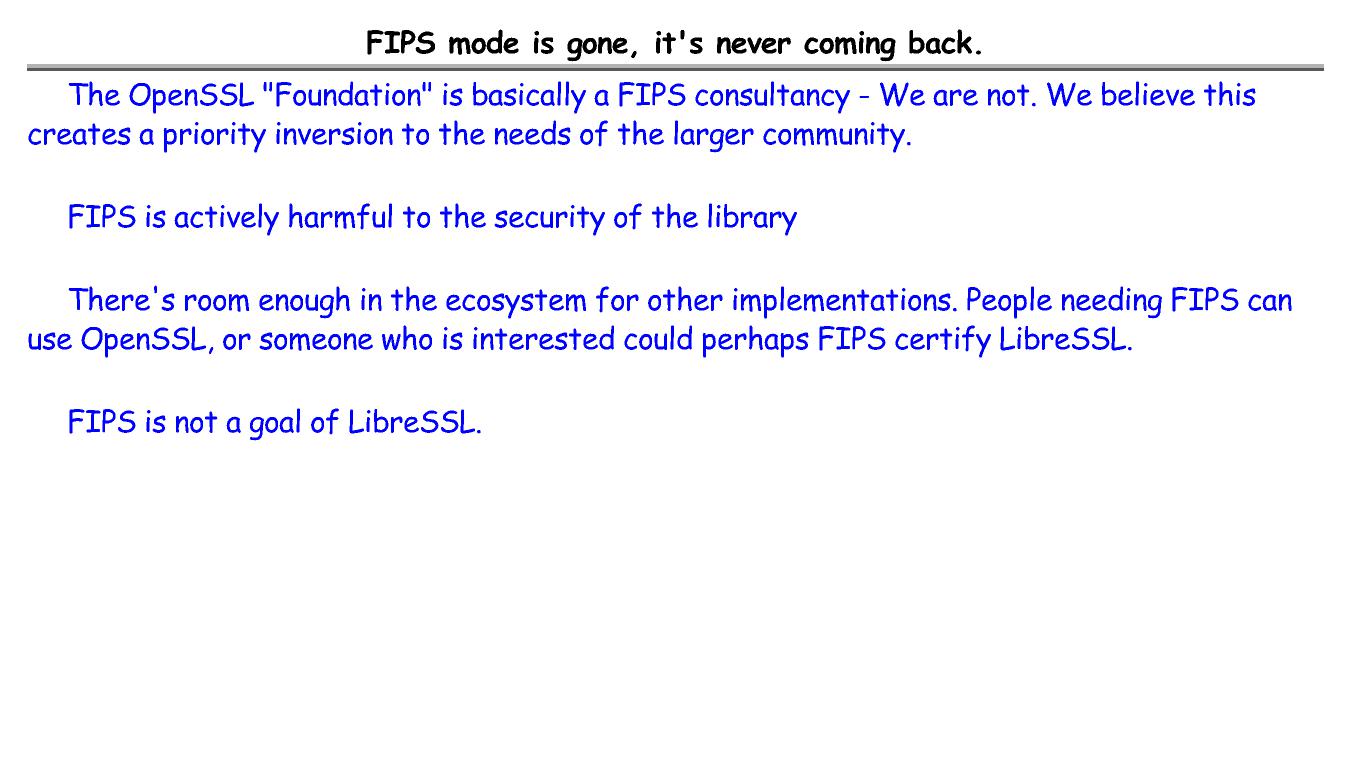 FIPS mode is gone, it's never coming back.
The OpenSSL "Foundation" is basically a FIPS consultancy - We are not. We believe this
creates a priority inversion to the needs of the larger community.
FIPS is actively harmful to the security of the library
There's room enough in the ecosystem for other implementations. People needing FIPS can
use OpenSSL, or someone who is interested could perhaps FIPS certify LibreSSL.
FIPS is not a goal of LibreSSL.